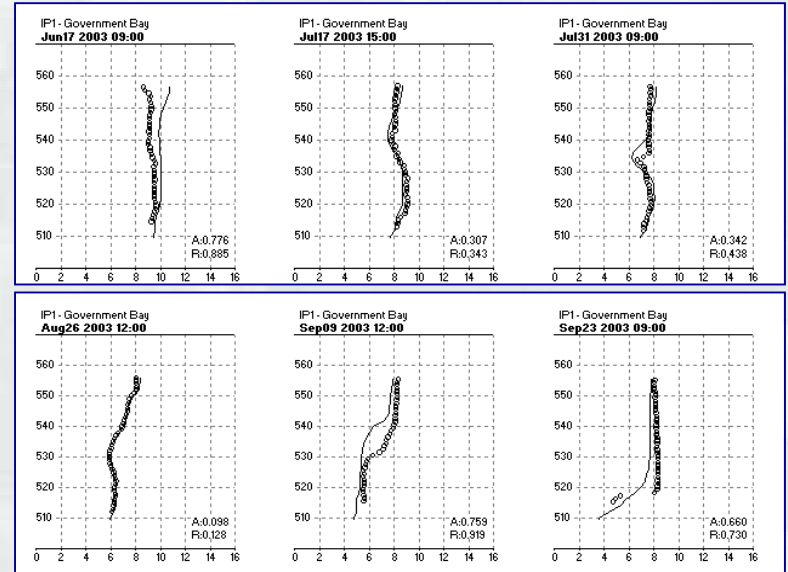 IP1 - Government Bay
Jun17 2003 09:00
560
550
540
530
520
510
A:0.776
R:0.885
0 2 4 6 8 10 12 14 16
IP1 - Government Bay
Jul17 2003 15:00
560
550
540
530
520
510
A:0.307
R:0.343
0 2 4 6 8 10 12 14 16
IP1 - Government Bay
Jul31 2003 09:00
560
550
540
530
520
510
A:0.342
R:0.438
0 2 4 6 8 10 12 14 16
IP1 - Government Bay
Aug26 2003 12:00
560
550
540
530
520
510
A:0.098
R:0.128
0 2 4 6 8 10 12 14 16
IP1 - Government Bay
Sep09 2003 12:00
560
550
540
530
520
510
A:0.759
R:0.919
0 2 4 6 8 10 12 14 16
IP1 - Government Bay
Sep23 2003 09:00
560
550
540
530
520
510
A:0.660
R:0.730
0 2 4 6 8 10 12 14 16